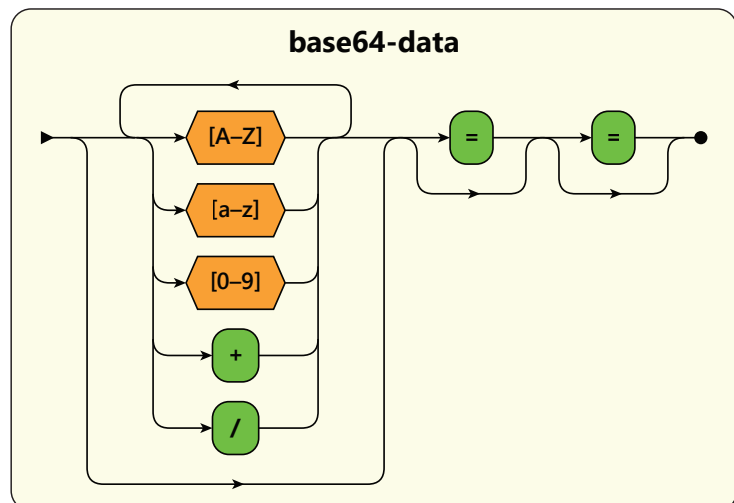 base64-data
[A–Z] = =
[a–z]
[0–9]
+
/